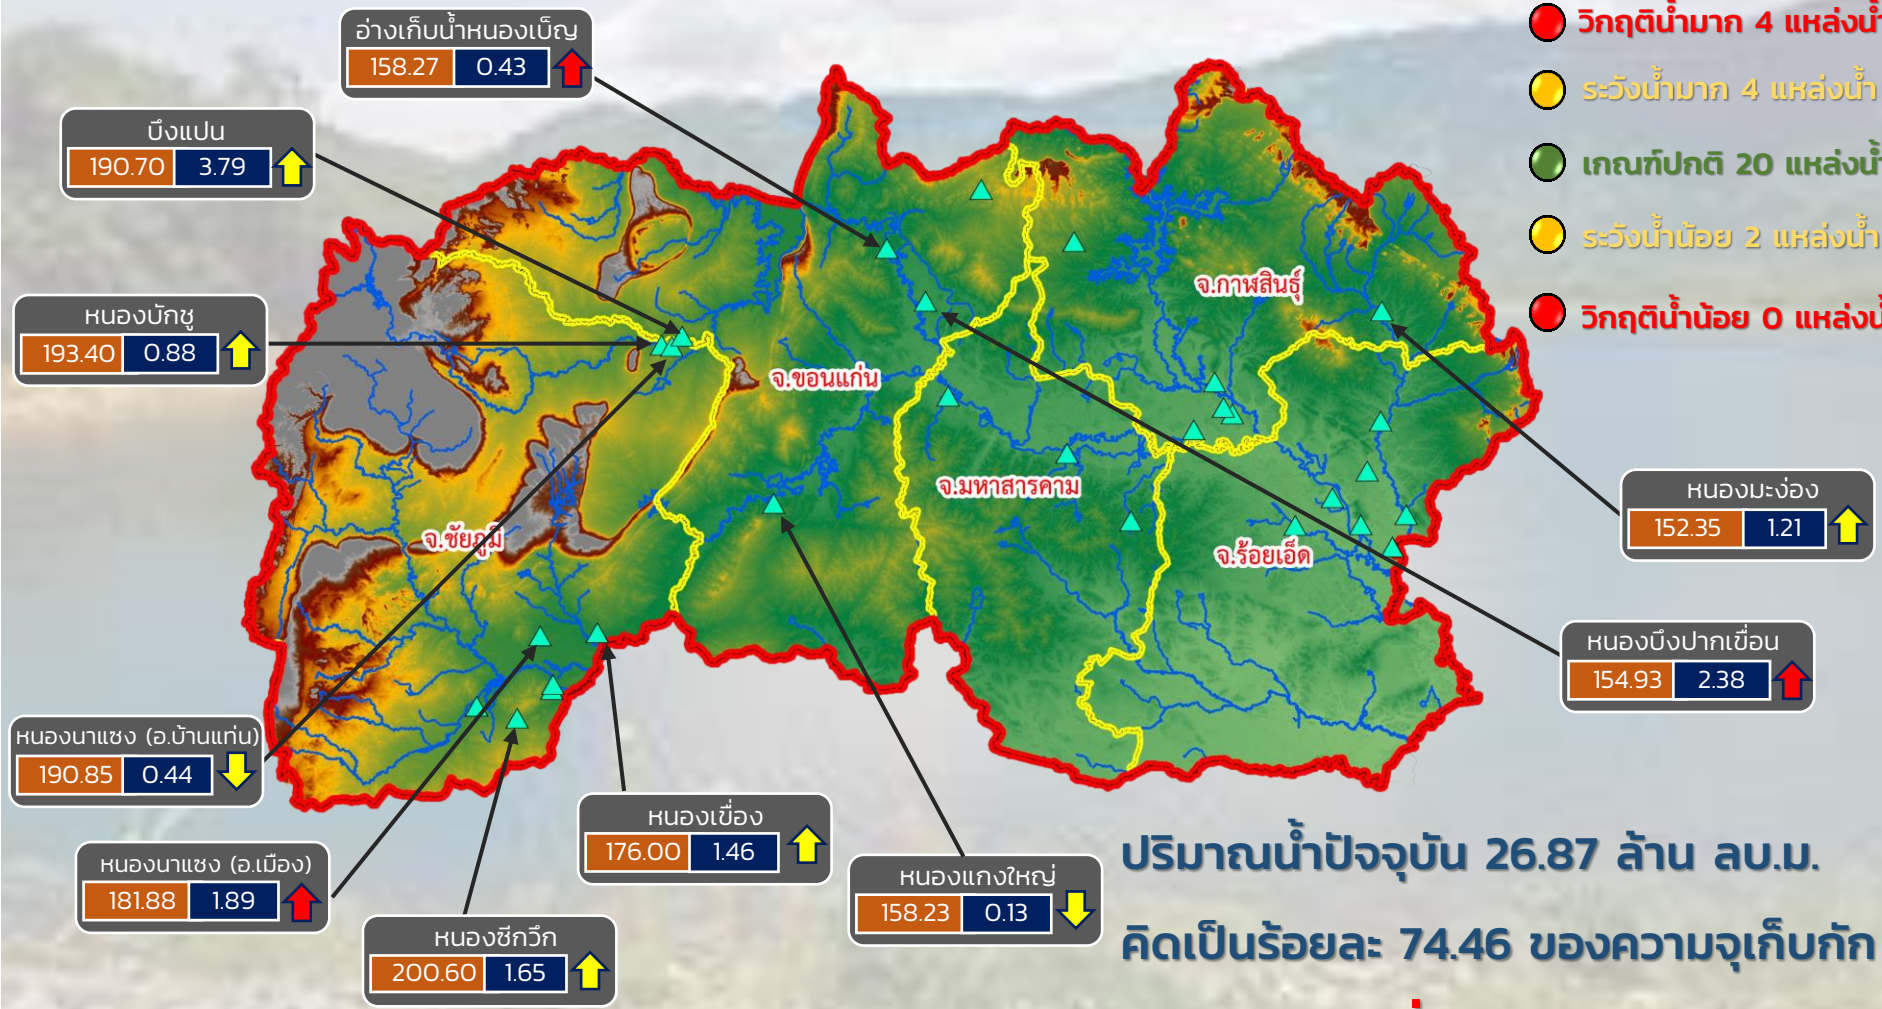 อ่างเก็บน้ำหนองเบ็ญ
158.27 0.43
วิกฤติน้ำมาก 4 แหล่งน้ำ
ระวังน้ำมาก 4 แหล่งน้ำ
เกณฑ์ปกติ 20 แหล่งน้ำ
ระวังน้ำน้อย 2 แหล่งน้ำ
วิกฤติน้ำน้อย 0 แหล่งน้ำ
บึงแปน
190.70 3.79
หนองบักซู
193.40 0.88
จ.กาฬสินธุ์
จ.ขอนแก่น
จ.มหาสารคาม
จ.ชัยภูมิ
จ.ร้อยเอ็ด
หนองมะง่อง
152.35 1.21
หนองบึงปากเขื่อน
154.93 2.38
หนองนาแซง (อ.บ้านแท่น)
190.85 0.44
หนองนาแซง (อ.เมือง)
181.88 1.89
หนองเขื่อง
176.00 1.46
หนองแกงใหญ่
158.23 0.13
หนองซีกวึก
200.60 1.65
ปริมาณน้ำปัจจุบัน 26.87 ล้าน ลบ.ม.
คิดเป็นร้อยละ 74.46 ของความจุเก็บกัก